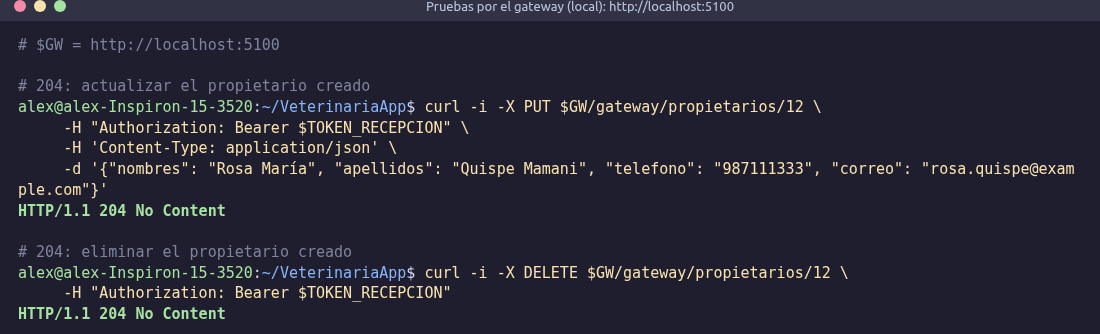 Pruebas por el gateway (local): http://localhost:5100
# $GW = http://localhost:5100
# 204: actualizar el propietario creado
alex@alex-Inspiron-15-3520:~/VeterinariaApp$ curl -i -X PUT $GW/gateway/propietarios/12 \
-H "Authorization: Bearer $TOKEN_RECEPCION" \
-H 'Content-Type: application/json' \
-d '{"nombres": "Rosa María", "apellidos": "Quispe Mamani", "telefono": "987111333", "correo": "rosa.quispe@exam
ple.com"}'
HTTP/1.1 204 No Content
# 204: eliminar el propietario creado
alex@alex-Inspiron-15-3520:~/VeterinariaApp$ curl -i -X DELETE $GW/gateway/propietarios/12 \
-H "Authorization: Bearer $TOKEN_RECEPCION"
HTTP/1.1 204 No Content